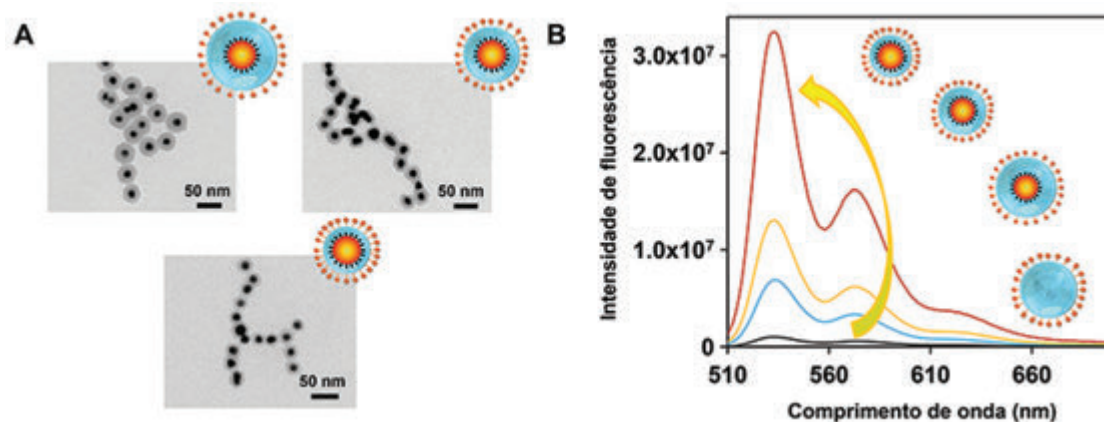 A
50 nm
50 nm
50 nm
B
Intensidade de fluorescência
3.0x10⁷
2.0x10⁷
1.0x10⁷
0
510
560
610
660
Comprimento de onda (nm)